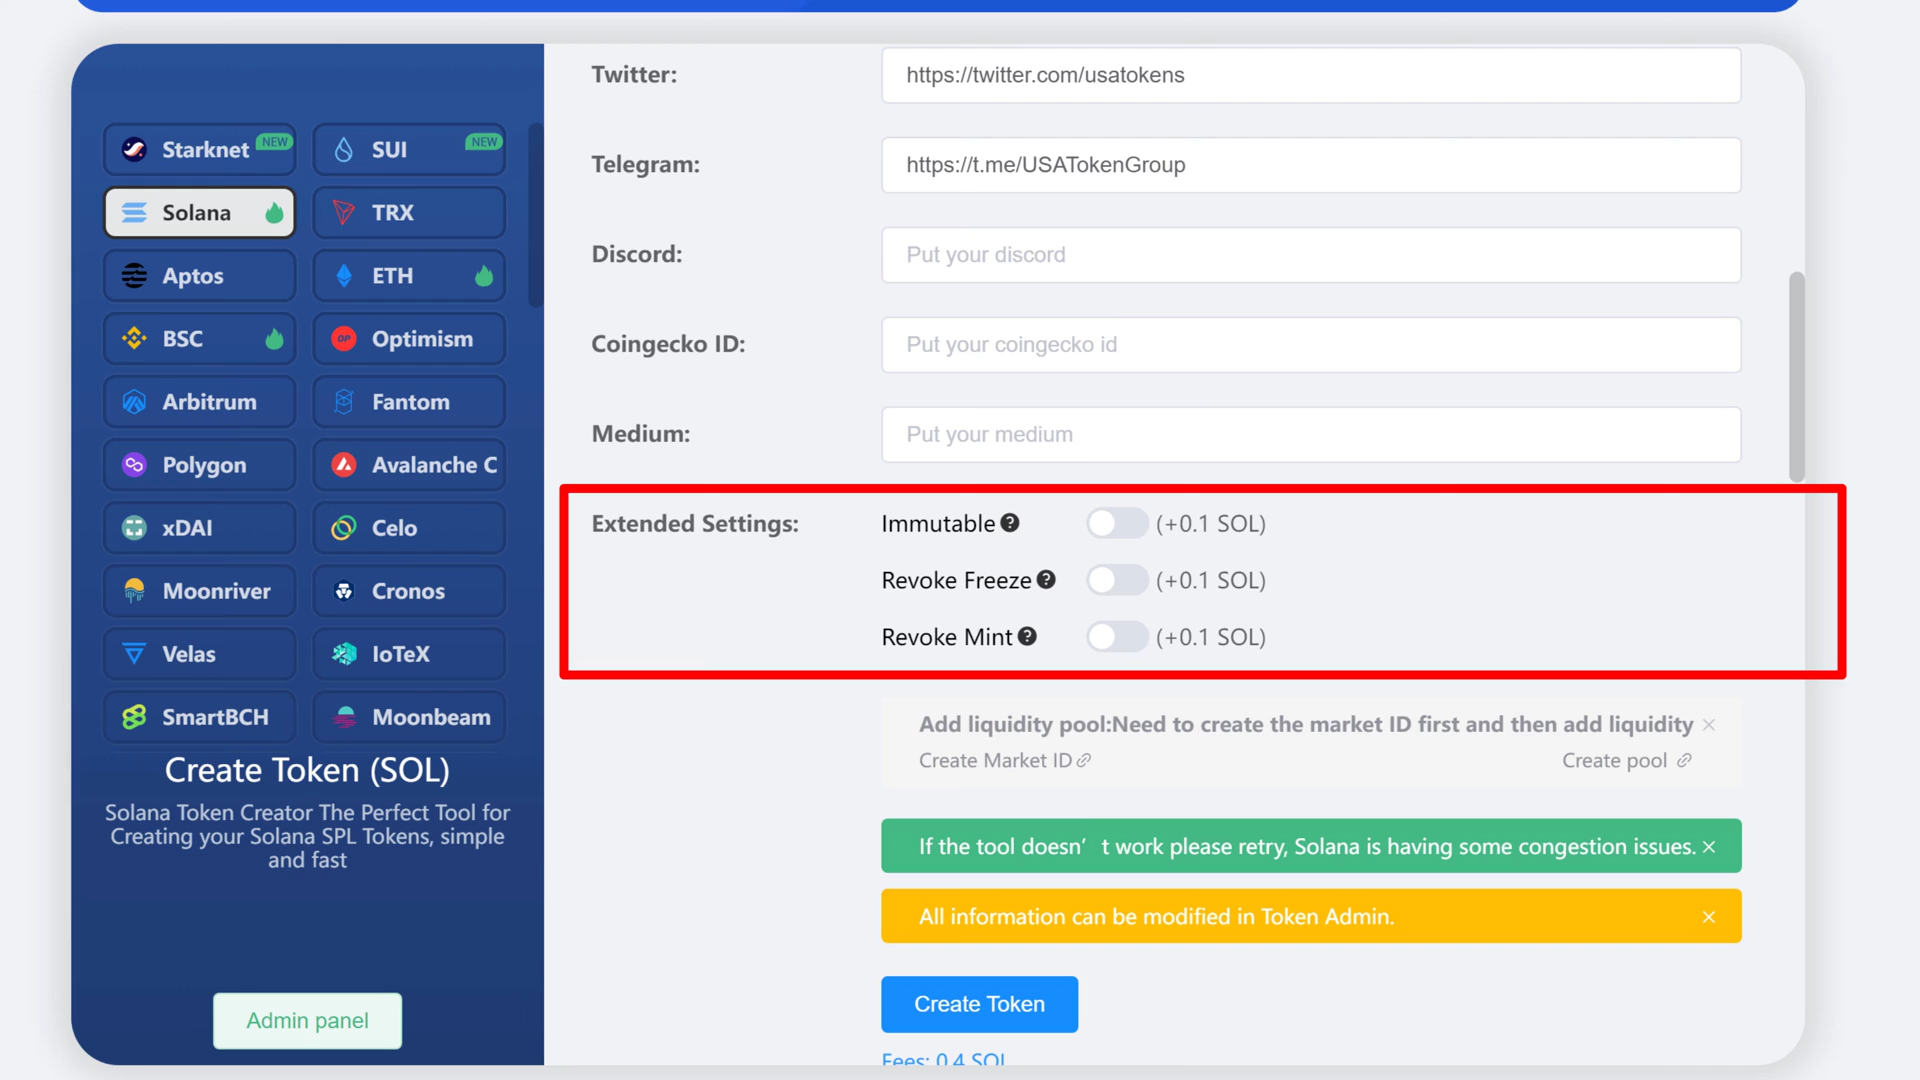 Starknet NEW
SUI NEW
Solana
TRX
Aptos
ETH
BSC
Optimism
Arbitrum
Fantom
Polygon
Avalanche C
xDAI
Celo
Moonriver
Cronos
Velas
IoTeX
SmartBCH
Moonbeam
Create Token (SOL)
Solana Token Creator The Perfect Tool for
Creating your Solana SPL Tokens, simple
and fast
Admin panel
Twitter: https://twitter.com/usatokens
Telegram: https://t.me/USATokenGroup
Discord: Put your discord
Coingecko ID: Put your coingecko id
Medium: Put your medium
Extended Settings: Immutable ? (+0.1 SOL)
Revoke Freeze ? (+0.1 SOL)
Revoke Mint ? (+0.1 SOL)
Add liquidity pool:Need to create the market ID first and then add liquidity
Create Market ID Create pool
If the tool doesn’t work please retry, Solana is having some congestion issues.
All information can be modified in Token Admin.
Create Token
Fees: 0.4 SOL